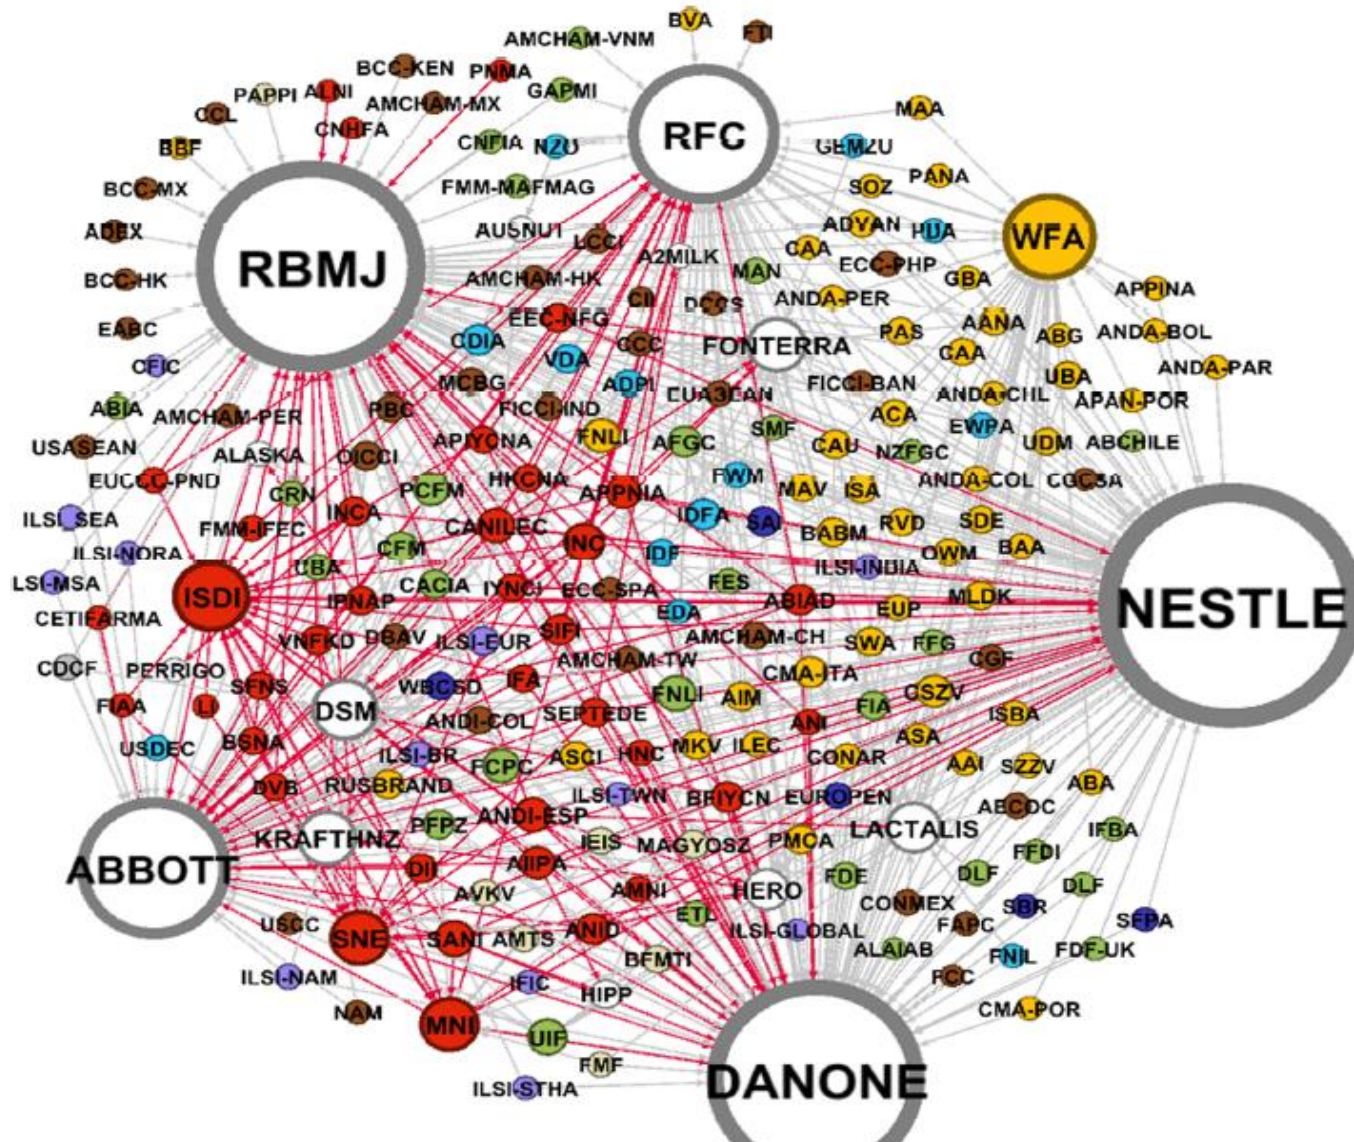 BVA
FTI
AMCHAM-VNM
BCC-KEN
PNMA
PAPPI
ALNI
GAPMI
AMCHAM-MX
MAA
CCL
CNHFA
RFC
BBF
CNFIA
NZO
GEMZU
BCC-MX
FMM-MAFMAG
SOZ
PANA
ADEX
AUSNUT
LCCI
ADVAN
HUA
WFA
RBMJ
A2MILK
CAA
ECC-PHP
BCC-HK
AMCHAM-HK
MAN
GBA
APPINA
CII
DCCS
ANDA-PER
EABC
EEC-NFG
PAS
AANA
ABG
ANDA-BOL
CDIA
VDA
CCC
FONTERRA
CAA
CFIC
ANDA-PAR
MCBG
ADPI
UBA
ABIA
AMCHAM-PER
PBC
FICCI-IND
EUA3CAN
FICCI-BAN
ANDA-CHL
APAN-POR
ACA
USASEAN
APIYCNA
FNLI
AFGC
SMF
CAU
EWPA
UDM
ABCHILE
ALASKA
OICCI
NZFGC
EUCCC-PND
CRN
PCFM
HKCNA
APPNIA
FWM
MAV
ISA
ANDA-COL
CGCSA
ILSI-SEA
FMM-IFEC
INCA
CANILEC
IDFA
SAI
BABM
RVD
SDE
ILSI-NORA
CFM
INC
IDF
OWM
BAA
UBA
ILSI-INDIA
LSI-MSA
ISDI
CACIA
IYNCI
ECC-SPA
FES
ABIAD
MLDK
NESTLE
CETIFARMA
IPNAP
EDA
EUP
VNFKD
DBAV
ILSI-EUR
SIFI
AMCHAM-CH
SWA
FFG
CDCF
PERRIGO
AMCHAM-TW
CGF
SFNS
WBCSD
IFA
CMA-ITA
FIAA
LI
DSM
FNLI
AIM
CSZV
ANDI-COL
SEPTEDE
ANI
FIA
ISBA
USDEC
BSNA
ASA
ILSI-BR
FCPC
ASCI
HNC
MKV
ILEC
CONAR
AAI
SZZV
DVB
RUSBRAND
ILSI-TWN
BFIYCN
EUROPEN
ABA
ANDI-ESP
ABCDC
PFPZ
KRAFTHNZ
IEIS
MAGYOSZ
PMCA
LACTALIS
IFBA
ABBOTT
DII
AIIPA
FFDI
FDE
DLF
AVKV
AMNI
HERO
DLF
CONMEX
SBR
USCC
SNE
SANI
AMTS
ANID
ETL
ILSI-GLOBAL
FAPC
SFPA
BFMTI
ALAIAB
FNIL
FDF-UK
ILSI-NAM
IFIC
HIPP
FCC
NAM
MNI
CMA-POR
UIF
FMF
DANONE
ILSI-STHA